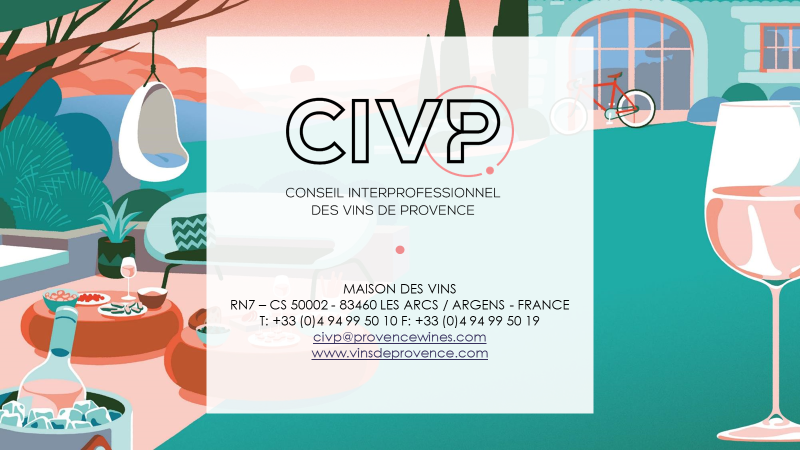 CIVP
CONSEIL INTERPROFESSIONNEL
DES VINS DE PROVENCE
MAISON DES VINS
RN7 – CS 50002 - 83460 LES ARCS / ARGENS - FRANCE
T: +33 (0)4 94 99 50 10 F: +33 (0)4 94 99 50 19
civp@provencewines.com
www.vinsdeprovence.com